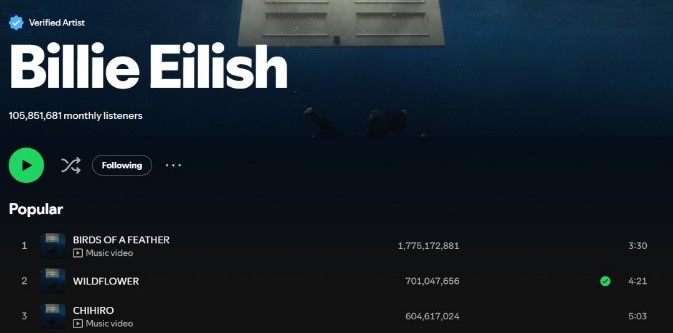 Verified Artist
Billie Eilish
105,851,681 monthly listeners
Following
Popular
1 BIRDS OF A FEATHER 1,775,172,881 3:30
Music video
2 WILDFLOWER 701,047,656 4:21
3 CHIHIRO 604,617,024 5:03
Music video